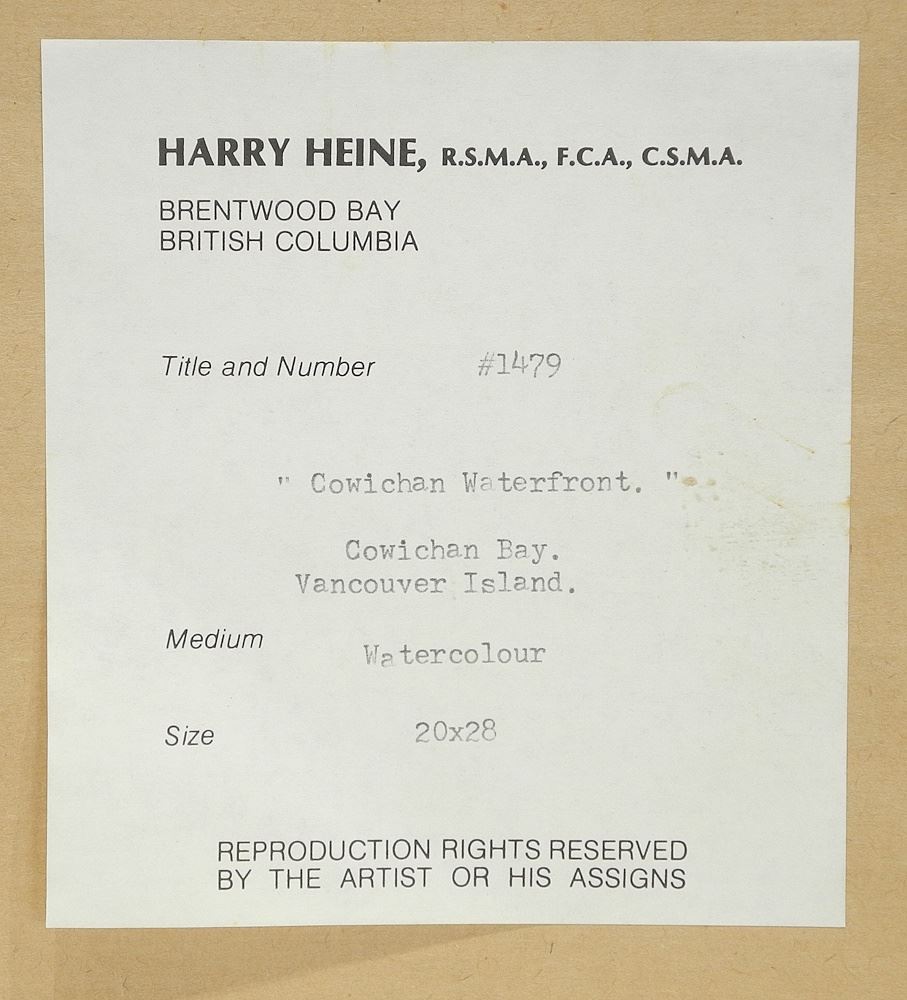 HARRY HEINE, R.S.M.A., F.C.A., C.S.M.A.
BRENTWOOD BAY
BRITISH COLUMBIA
Title and Number #1479
" Cowichan Waterfront. "
Cowichan Bay.
Vancouver Island.
Medium Watercolour
Size 20x28
REPRODUCTION RIGHTS RESERVED
BY THE ARTIST OR HIS ASSIGNS